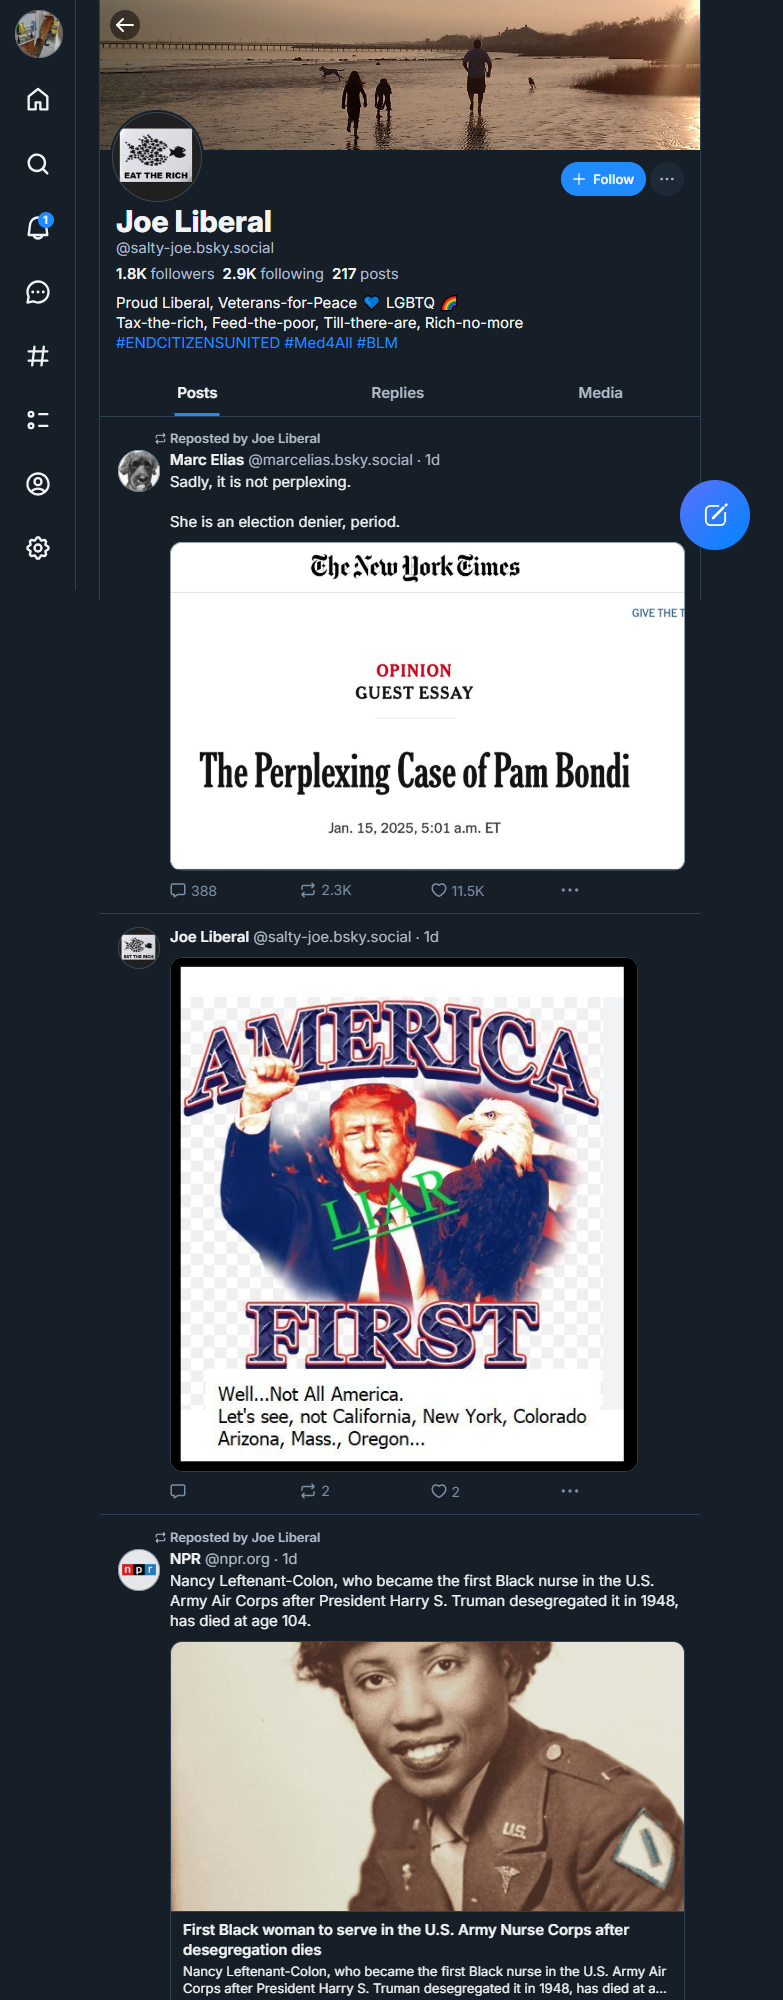 EAT THE RICH
1
+ Follow
Joe Liberal
@salty-joe.bsky.social
1.8K followers 2.9K following 217 posts
Proud Liberal, Veterans-for-Peace 💙 LGBTQ 🌈
Tax-the-rich, Feed-the-poor, Till-there-are, Rich-no-more
#ENDCITIZENSUNITED #Med4All #BLM
Posts Replies Media
Reposted by Joe Liberal
Marc Elias @marcelias.bsky.social · 1d
Sadly, it is not perplexing.
She is an election denier, period.
The New York Times
GIVE THE T
OPINION
GUEST ESSAY
The Perplexing Case of Pam Bondi
Jan. 15, 2025, 5:01 a.m. ET
388 2.3K 11.5K
EAT THE RICH
Joe Liberal @salty-joe.bsky.social · 1d
AMERICA
LIAR
FIRST
Well...Not All America.
Let's see, not California, New York, Colorado
Arizona, Mass., Oregon...
2 2
Reposted by Joe Liberal
npr
NPR @npr.org · 1d
Nancy Leftenant-Colon, who became the first Black nurse in the U.S.
Army Air Corps after President Harry S. Truman desegregated it in 1948,
has died at age 104.
U.S.
First Black woman to serve in the U.S. Army Nurse Corps after
desegregation dies
Nancy Leftenant-Colon, who became the first Black nurse in the U.S. Army Air
Corps after President Harry S. Truman desegregated it in 1948, has died at a...